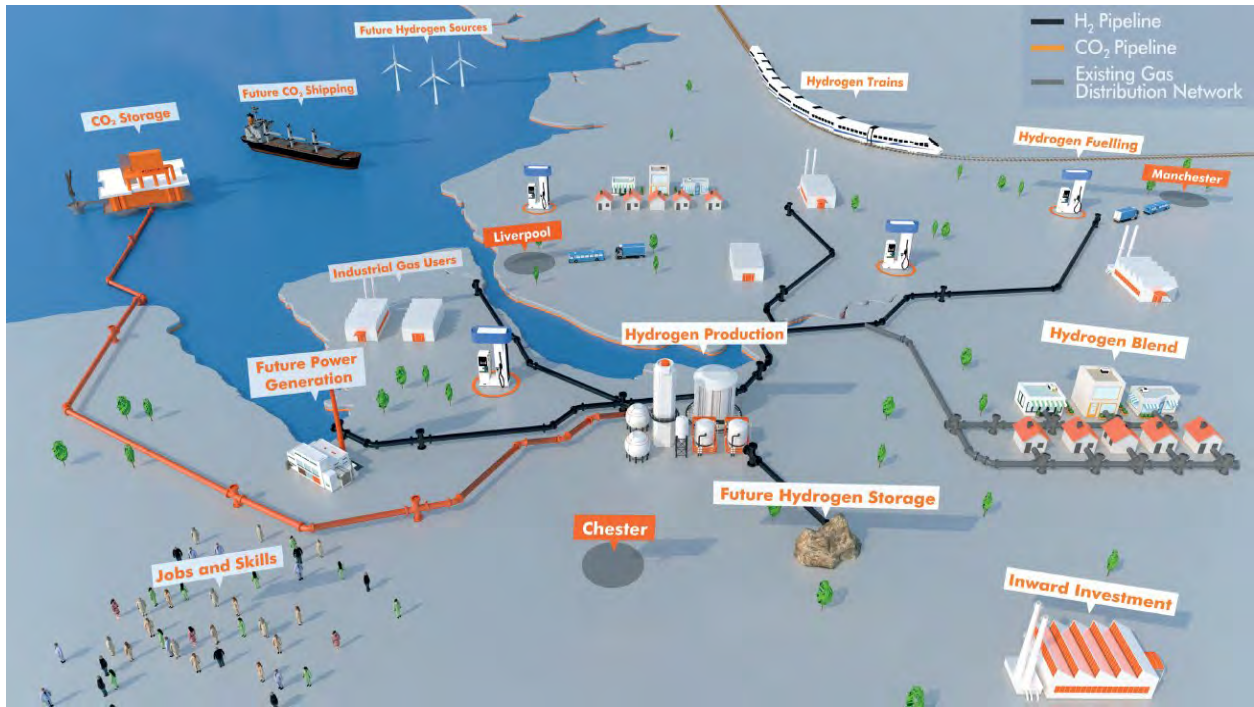 Future Hydrogen Sources
H₂ Pipeline
CO₂ Pipeline
Existing Gas
Distribution Network
Future CO₂ Shipping
CO₂ Storage
Hydrogen Trains
Hydrogen Fuelling
Manchester
Liverpool
Industrial Gas Users
Hydrogen Production
Future Power
Generation
Hydrogen Blend
Future Hydrogen Storage
Chester
Jobs and Skills
Inward Investment